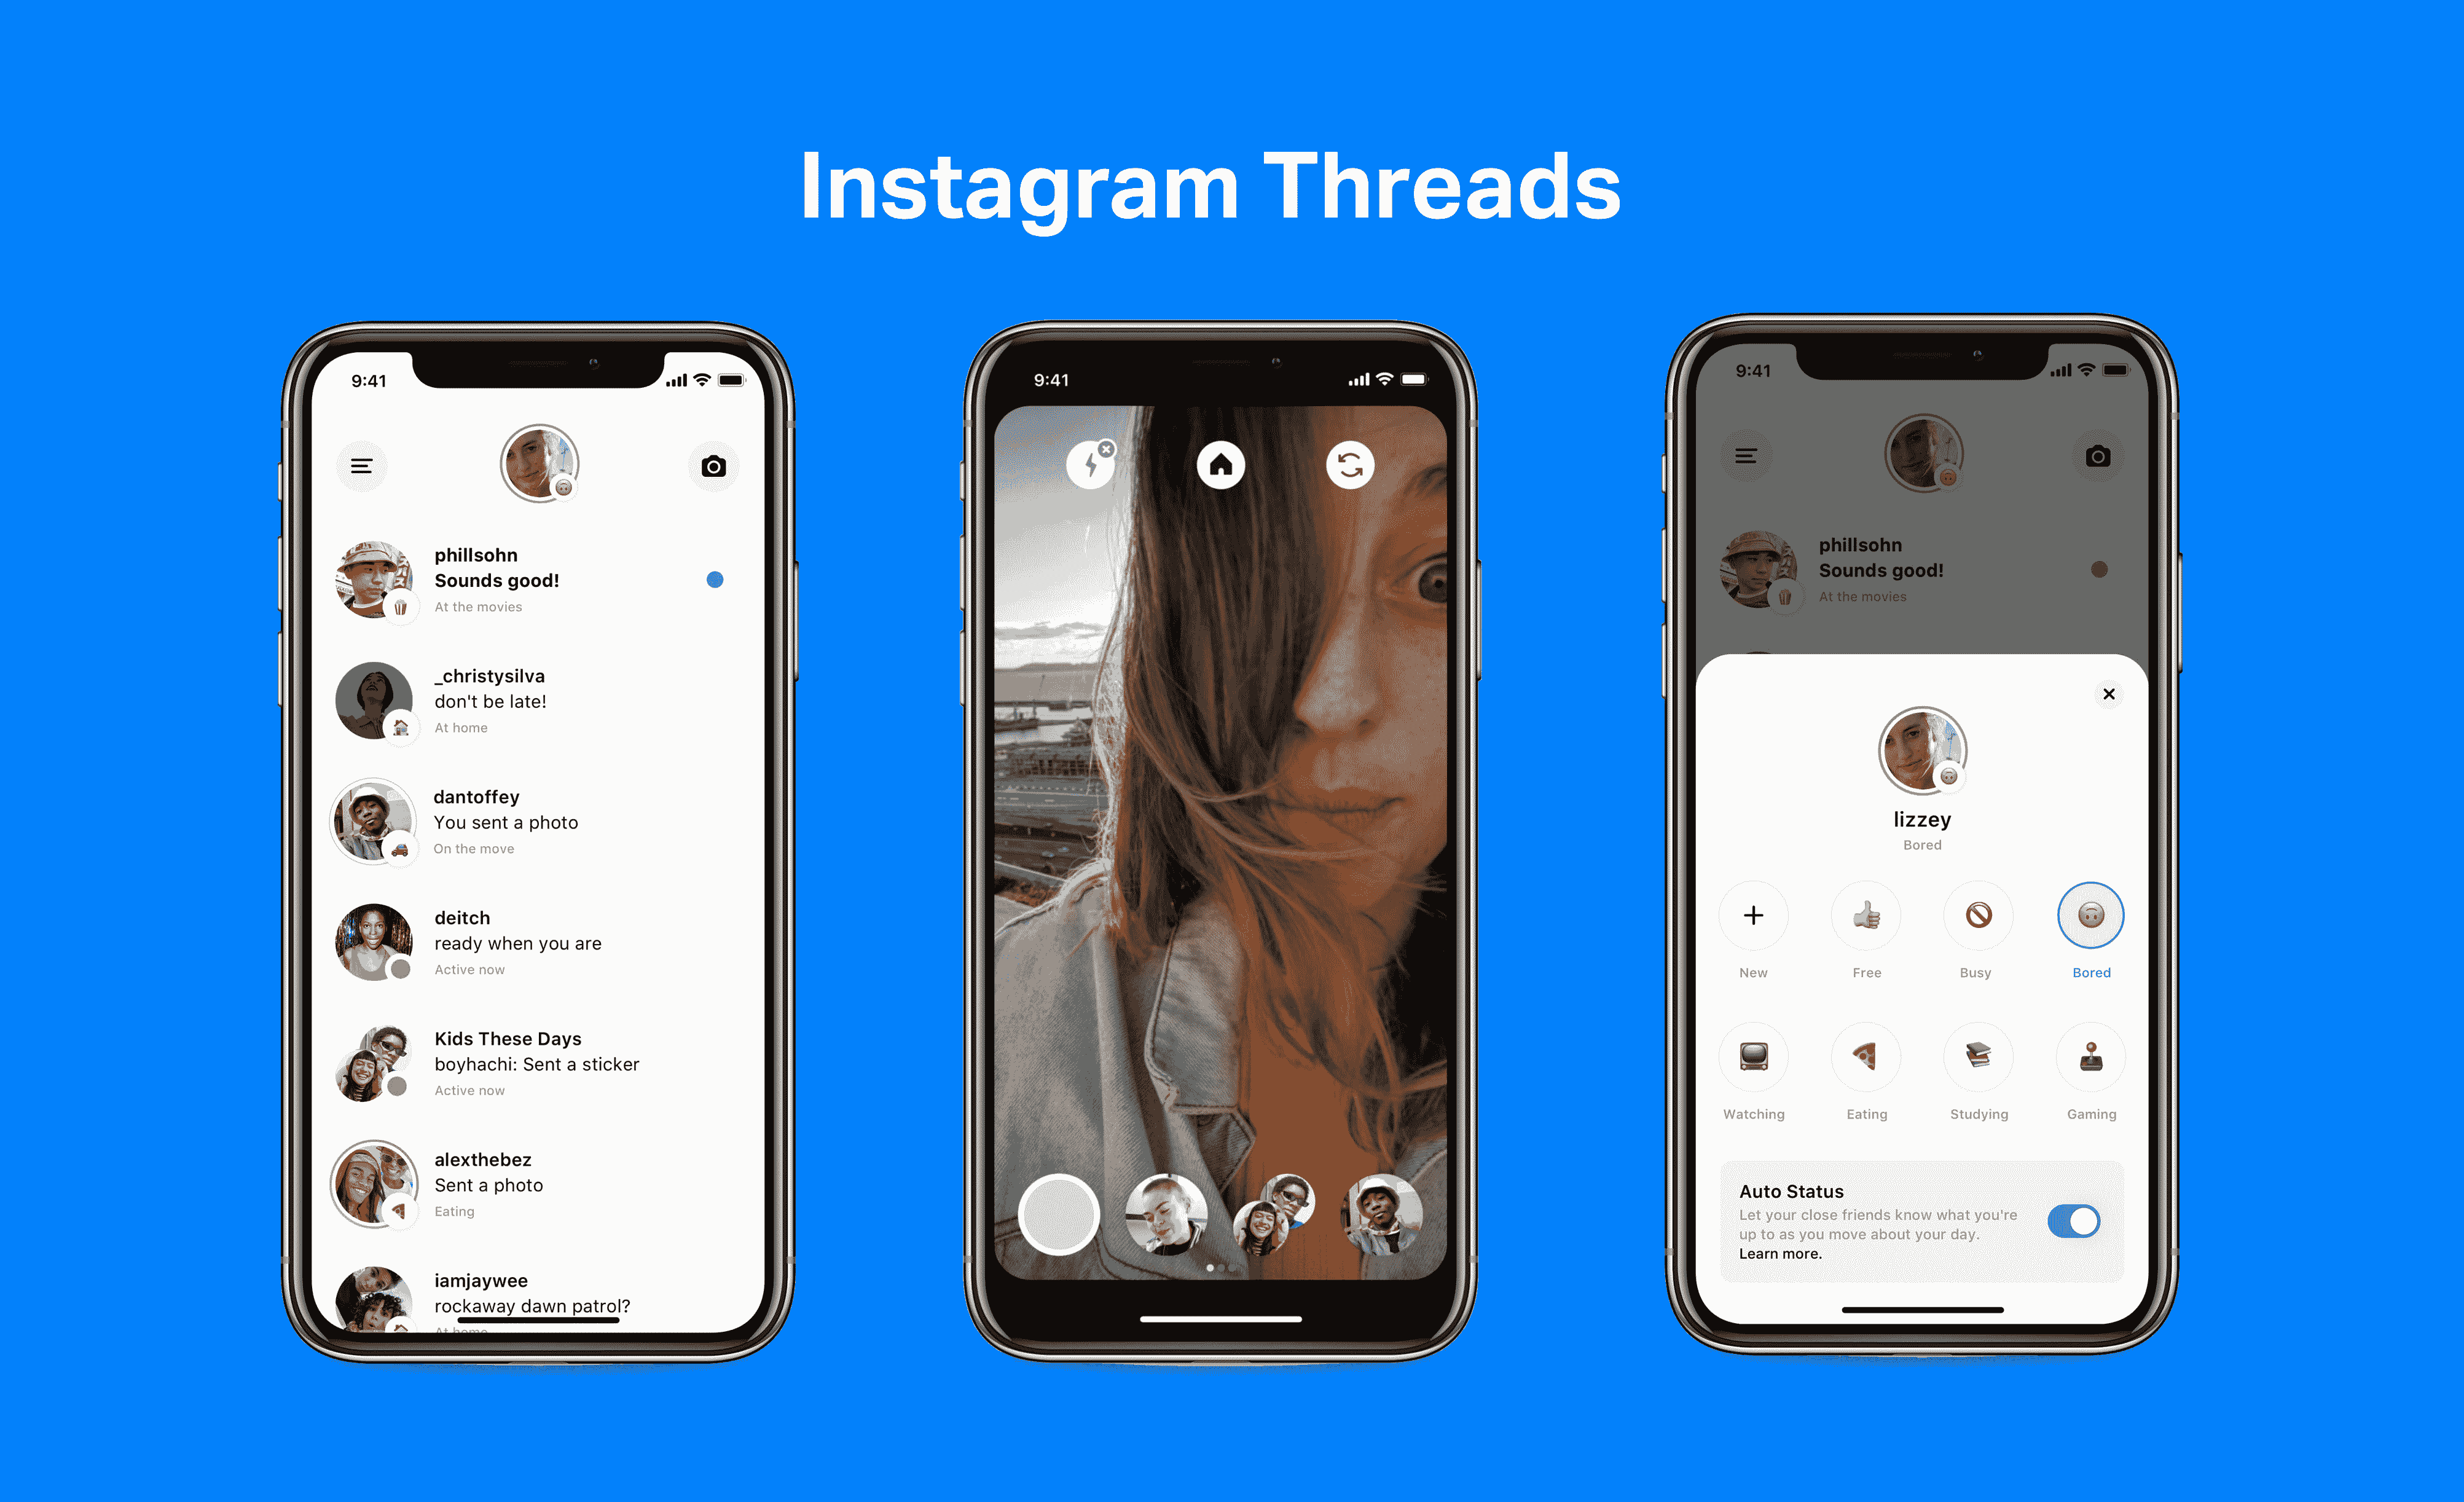 Instagram Threads
9:41
phillsohn
Sounds good!
At the movies
_christysilva
don't be late!
At home
dantoffey
You sent a photo
On the move
deitch
ready when you are
Active now
Kids These Days
boyhachi: Sent a sticker
Active now
alexthebez
Sent a photo
Eating
iamjaywee
rockaway dawn patrol?
At home
9:41
9:41
phillsohn
Sounds good!
At the movies
lizzey
Bored
New Free Busy Bored
Watching Eating Studying Gaming
Auto Status
Let your close friends know what you're
up to as you move about your day.
Learn more.